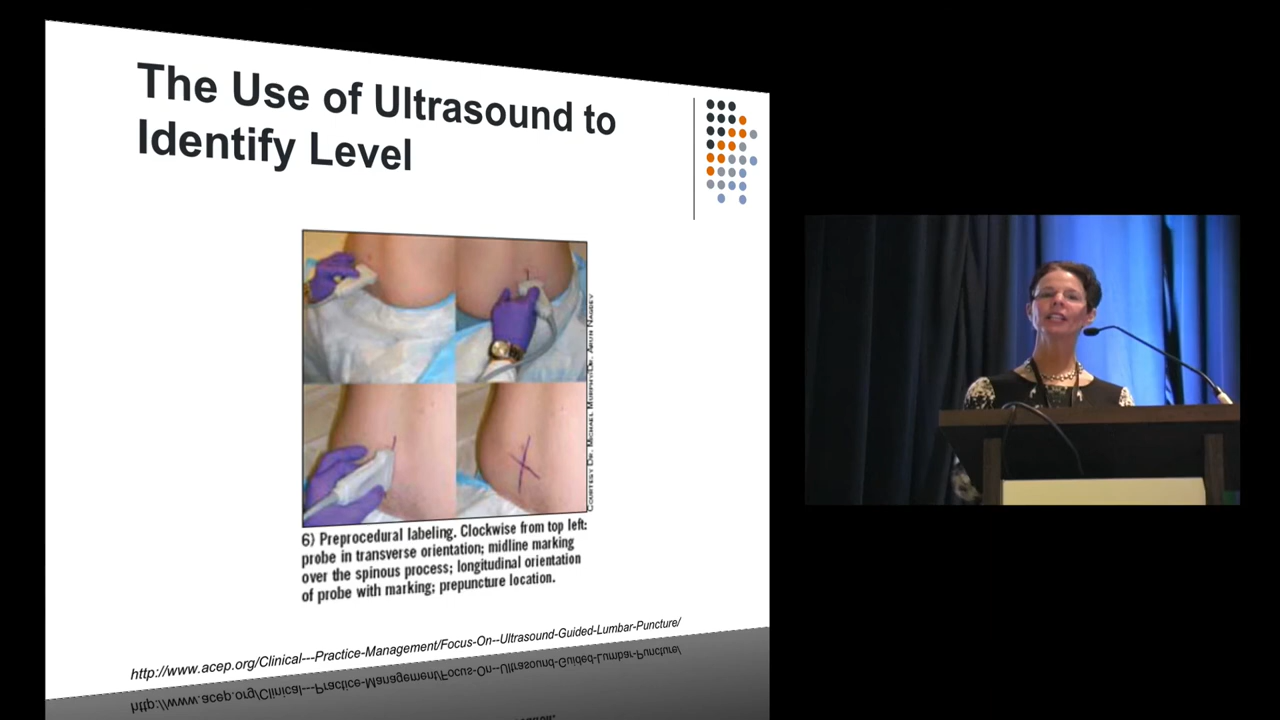 The Use of Ultrasound to
Identify Level
COURTESY DR. MICHAEL MURPHY/DR. ARUN NAGDEV
6) Preprocedural labeling. Clockwise from top left:
probe in transverse orientation; midline marking
over the spinous process; longitudinal orientation
of probe with marking; prepuncture location.
http://www.acep.org/Clinical---Practice-Management/Focus-On--Ultrasound-Guided-Lumbar-Puncture/